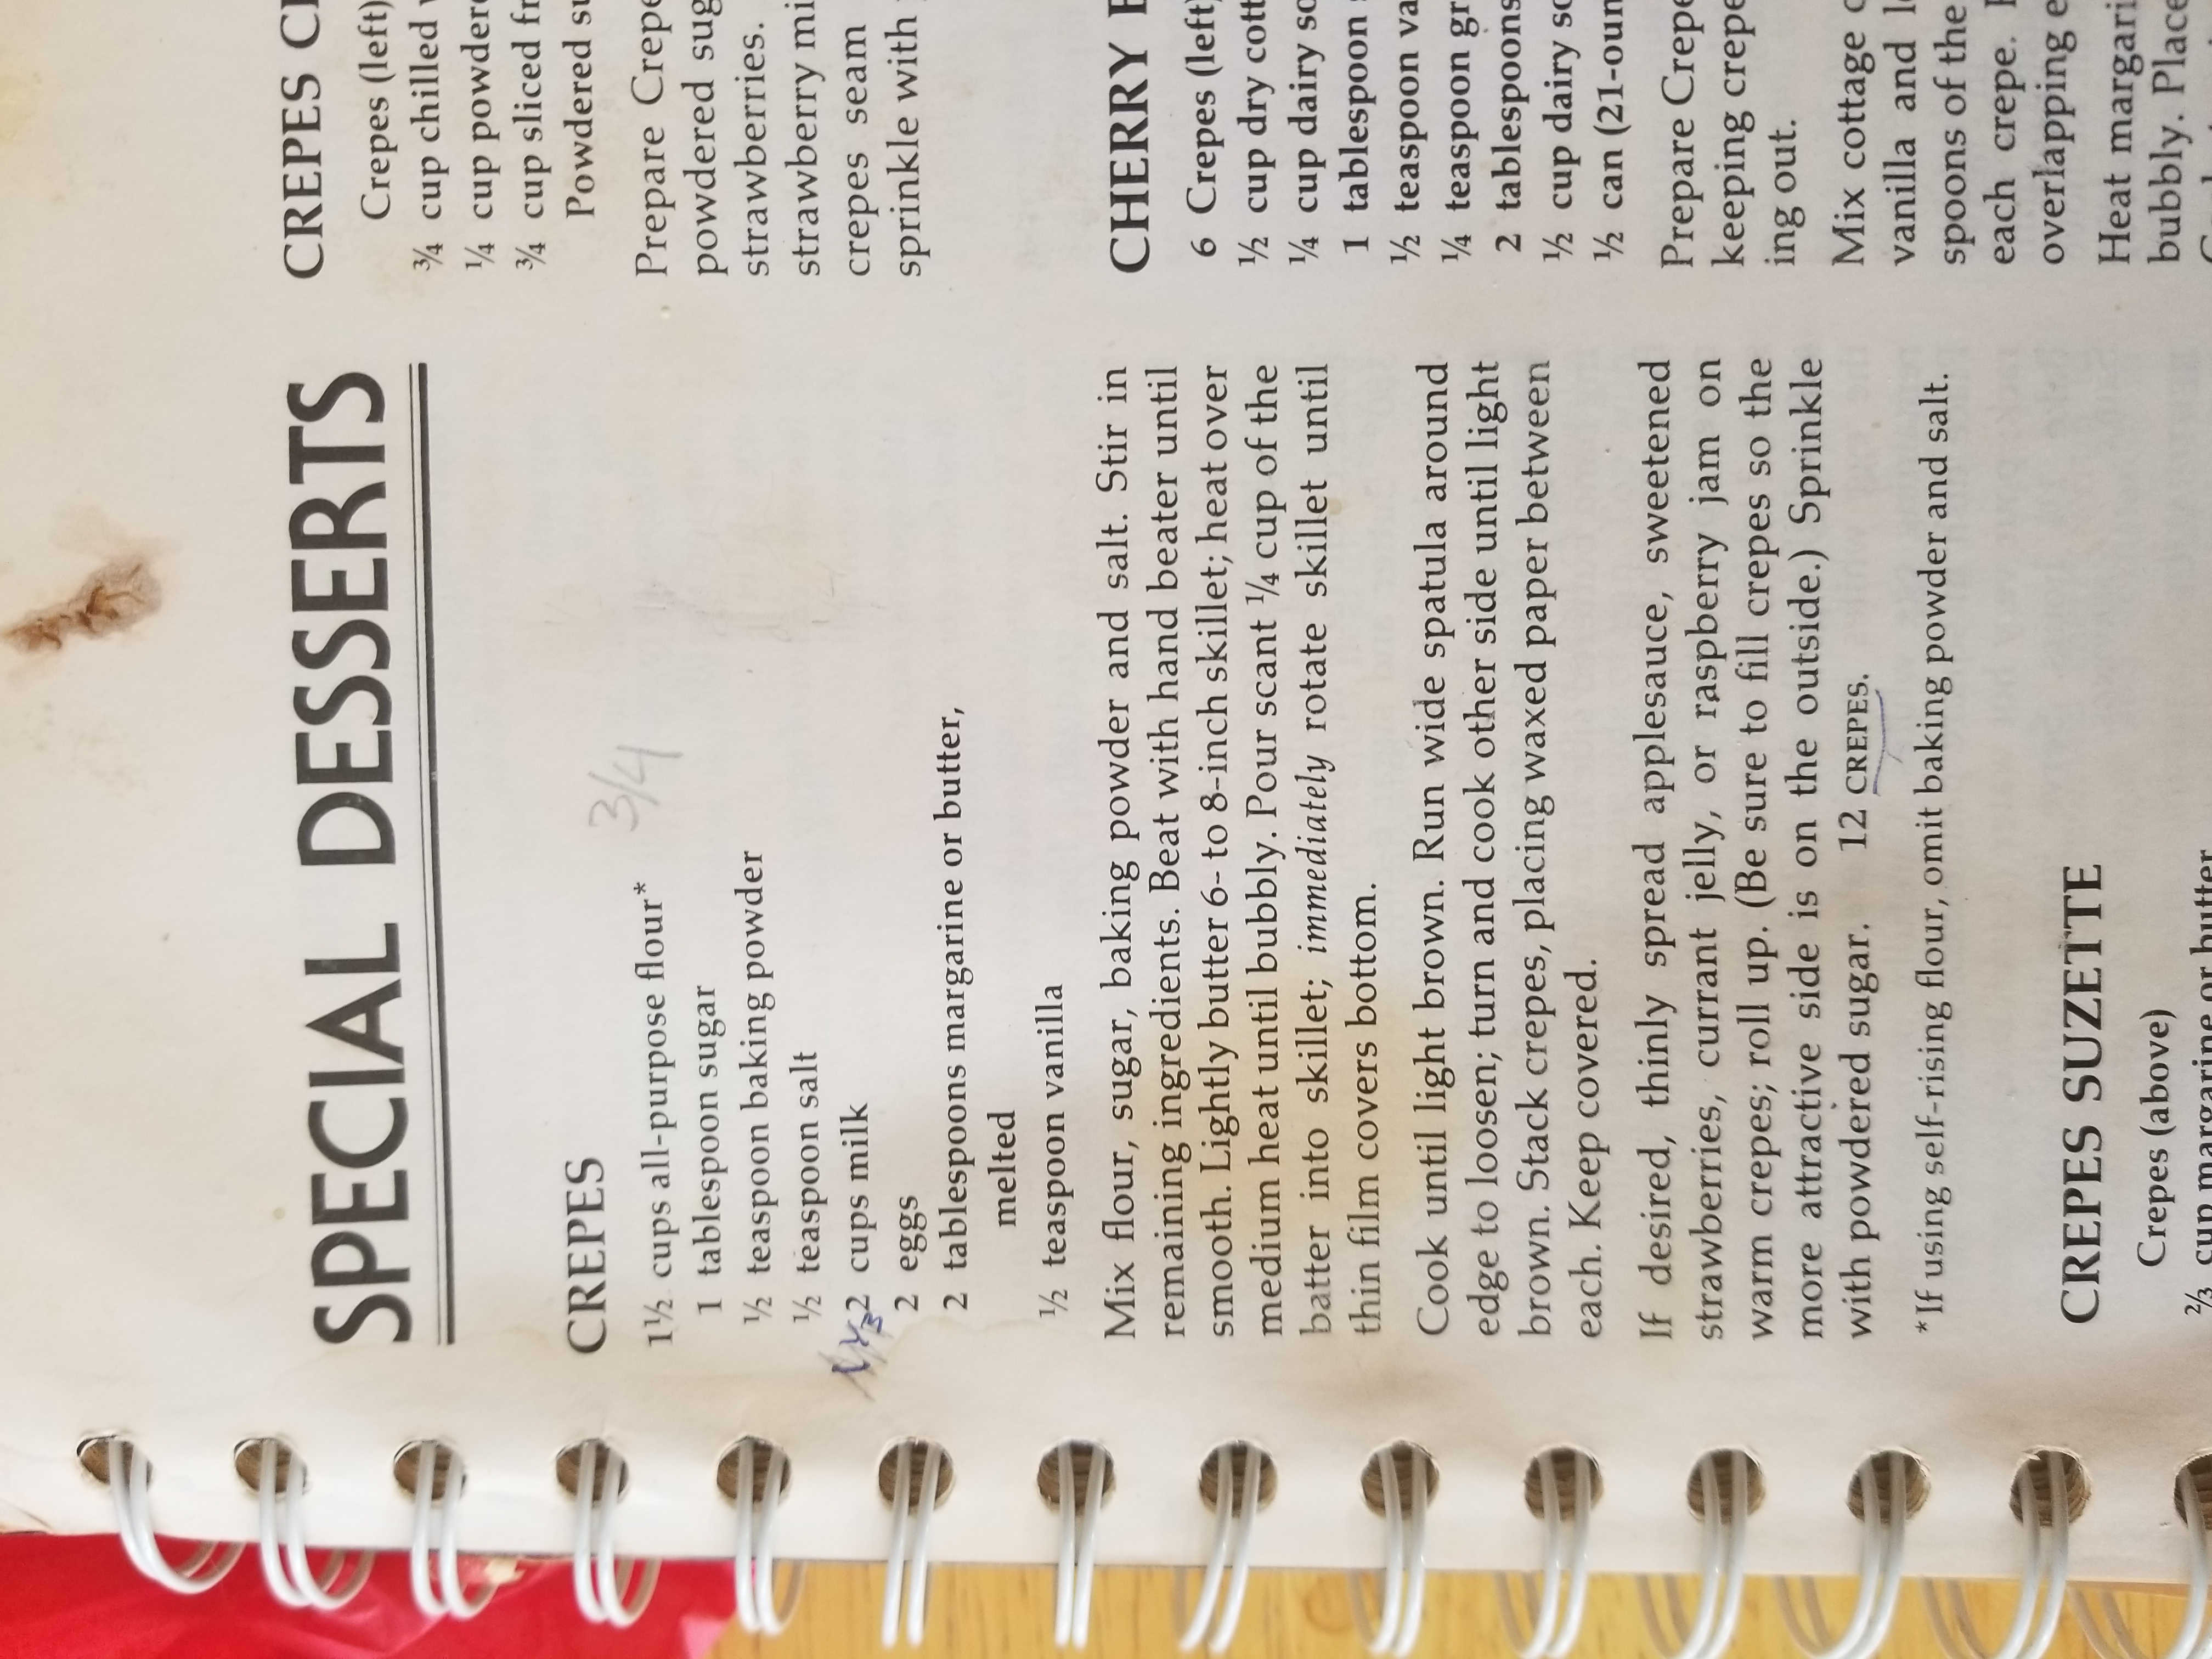 SPECIAL DESSERTS
CREPES
3/4
1½ cups all-purpose flour*
1 tablespoon sugar
½ teaspoon baking powder
½ teaspoon salt
2 cups milk
2 eggs
2 tablespoons margarine or butter,
melted
½ teaspoon vanilla
Mix flour, sugar, baking powder and salt. Stir in
remaining ingredients. Beat with hand beater until
smooth. Lightly butter 6- to 8-inch skillet; heat over
medium heat until bubbly. Pour scant ¼ cup of the
batter into skillet; immediately rotate skillet until
thin film covers bottom.
Cook until light brown. Run wide spatula around
edge to loosen; turn and cook other side until light
brown. Stack crepes, placing waxed paper between
each. Keep covered.
If desired, thinly spread applesauce, sweetened
strawberries, currant jelly, or raspberry jam on
warm crepes; roll up. (Be sure to fill crepes so the
more attractive side is on the outside.) Sprinkle
with powdered sugar. 12 CREPES.
*If using self-rising flour, omit baking powder and salt.
CREPES SUZETTE
Crepes (above)
⅔ cup margarine or butter
CREPES
Crepes (left)
¾ cup chilled
¼ cup powdere
¾ cup sliced
Powdered
Prepare Crepe
powdered sug
strawberries.
strawberry mi
crepes seam
sprinkle with
CHERRY
6 Crepes (left)
½ cup dry cott
¼ cup dairy so
1 tablespoon
½ teaspoon va
¼ teaspoon gr
2 tablespoons
½ cup dairy so
½ can (21-oun
Prepare Crepe
keeping crepe
ing out.
Mix cottage
vanilla and
spoons of the
each crepe.
overlapping
Heat margari
bubbly. Place